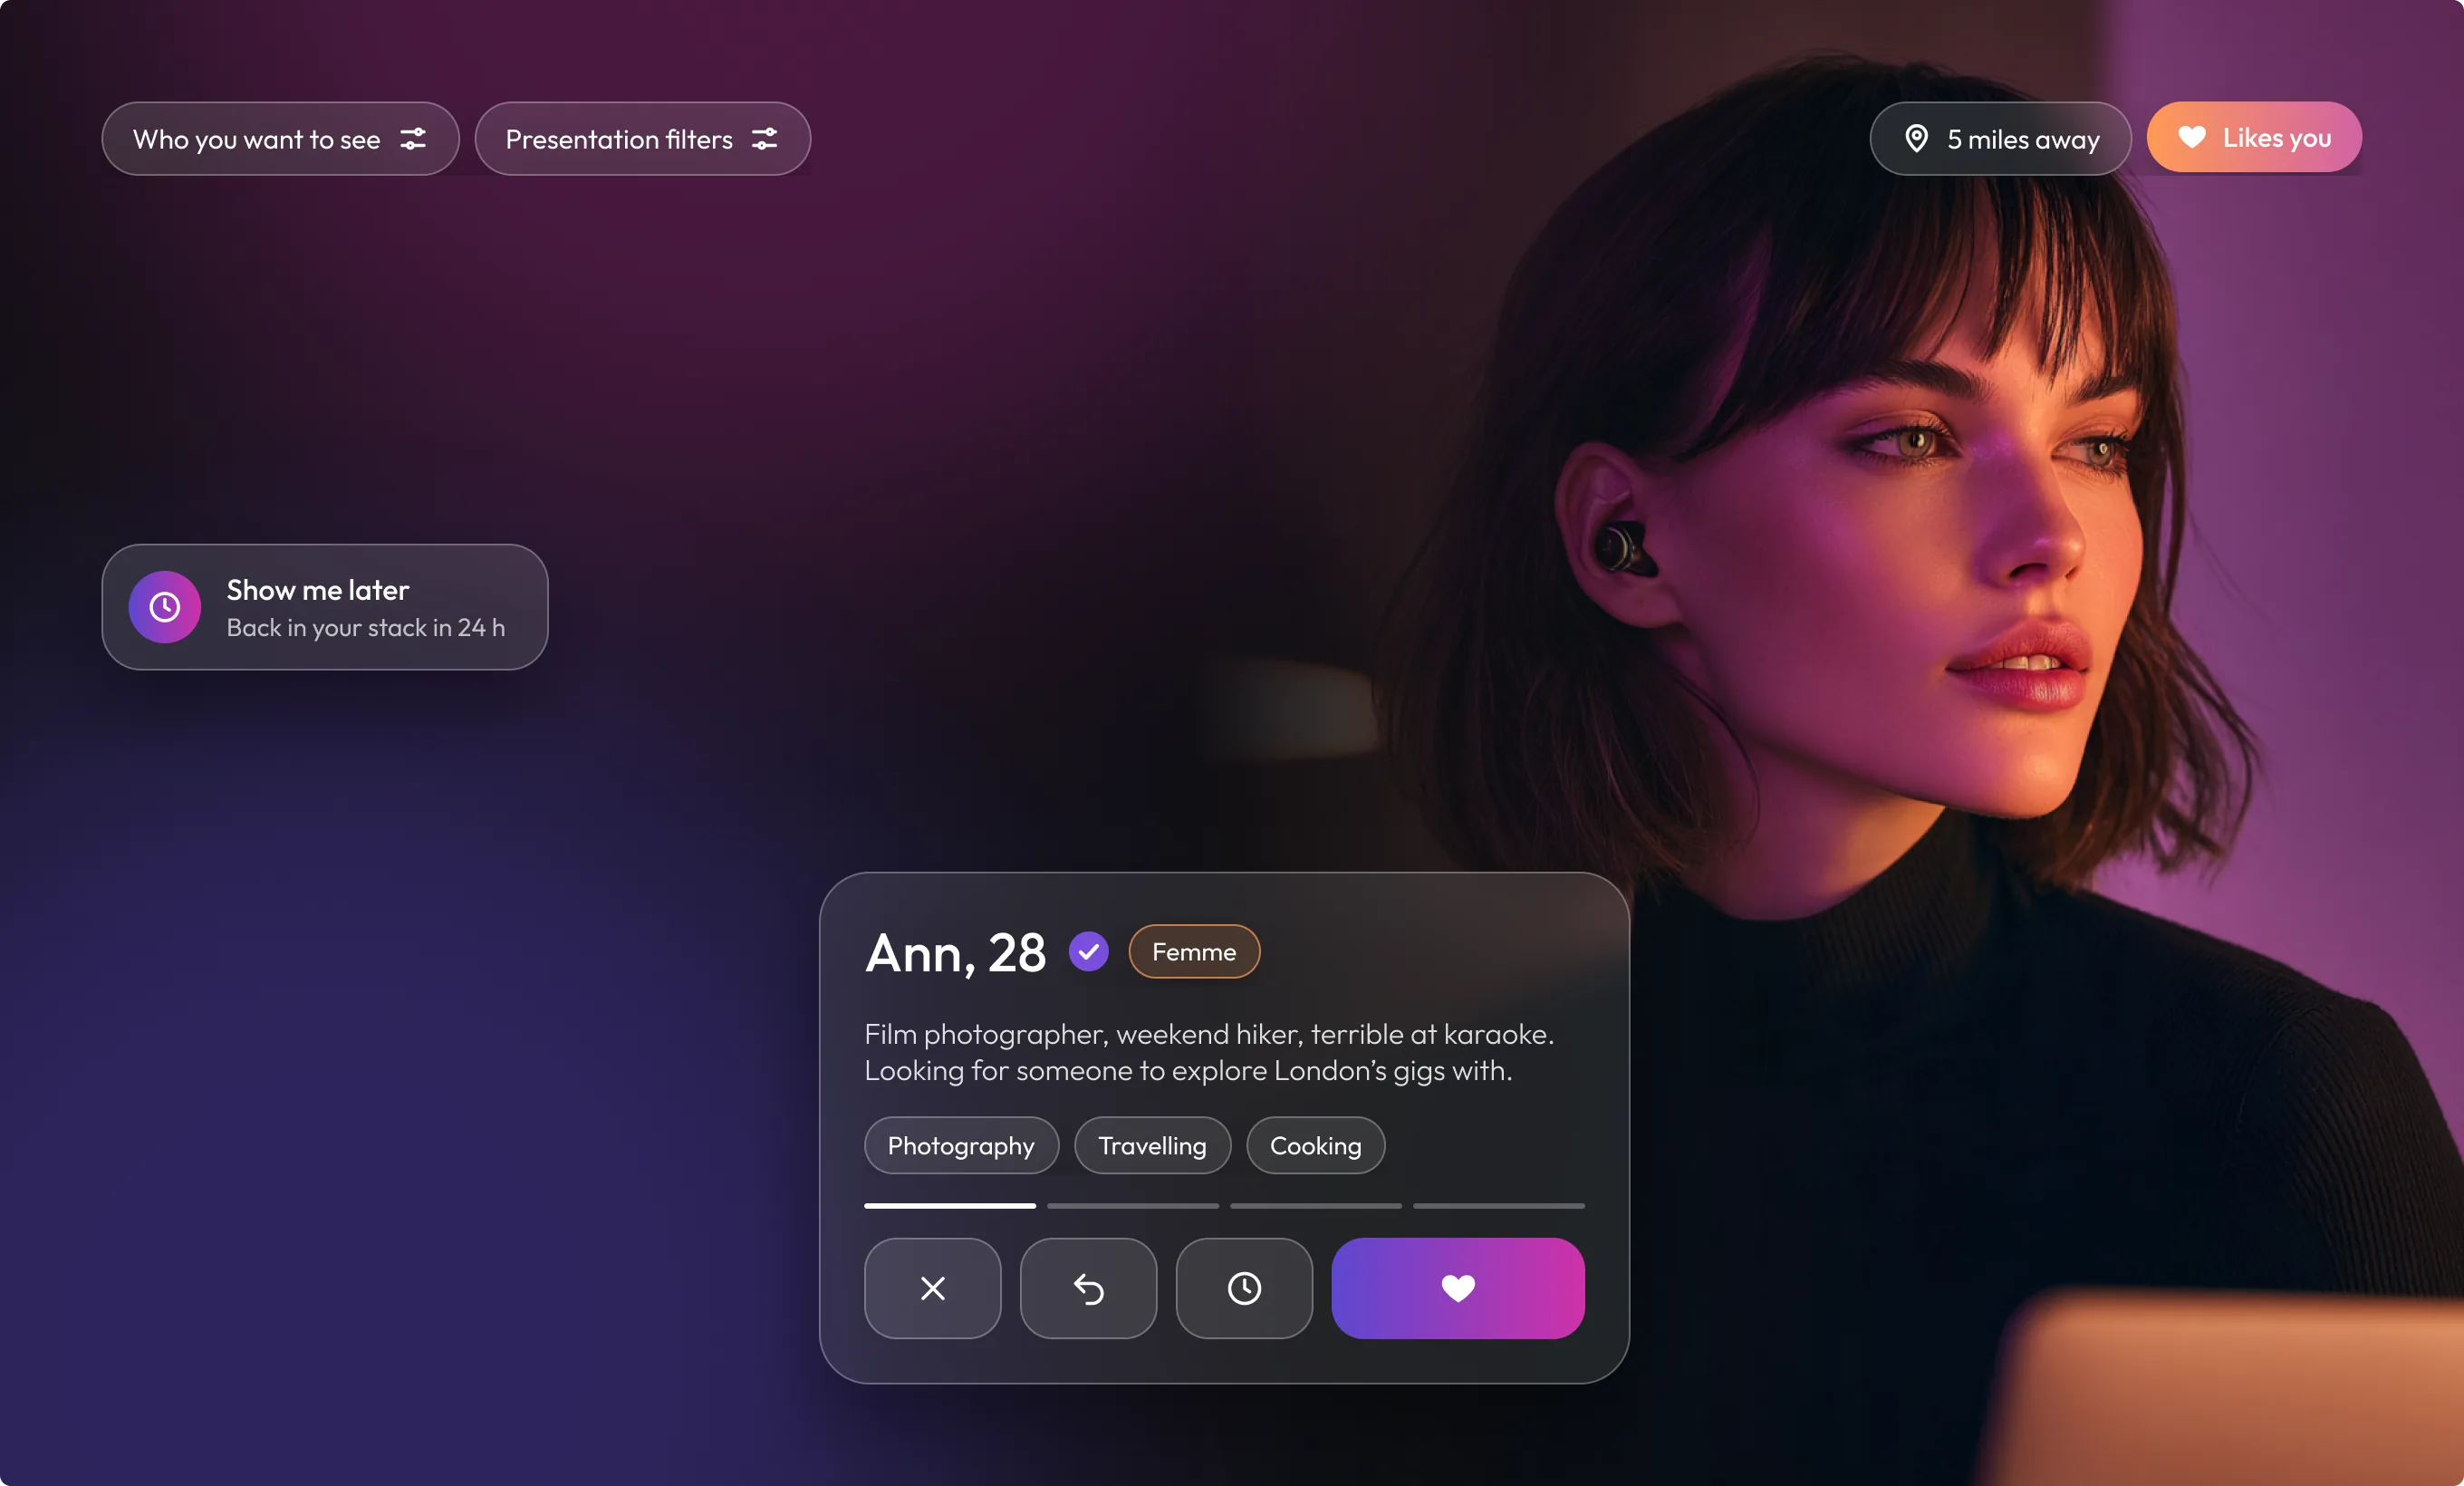 Who you want to see
Presentation filters
5 miles away
Likes you
Show me later
Back in your stack in 24 h
Ann, 28
Femme
Film photographer, weekend hiker, terrible at karaoke.
Looking for someone to explore London’s gigs with.
Photography
Travelling
Cooking